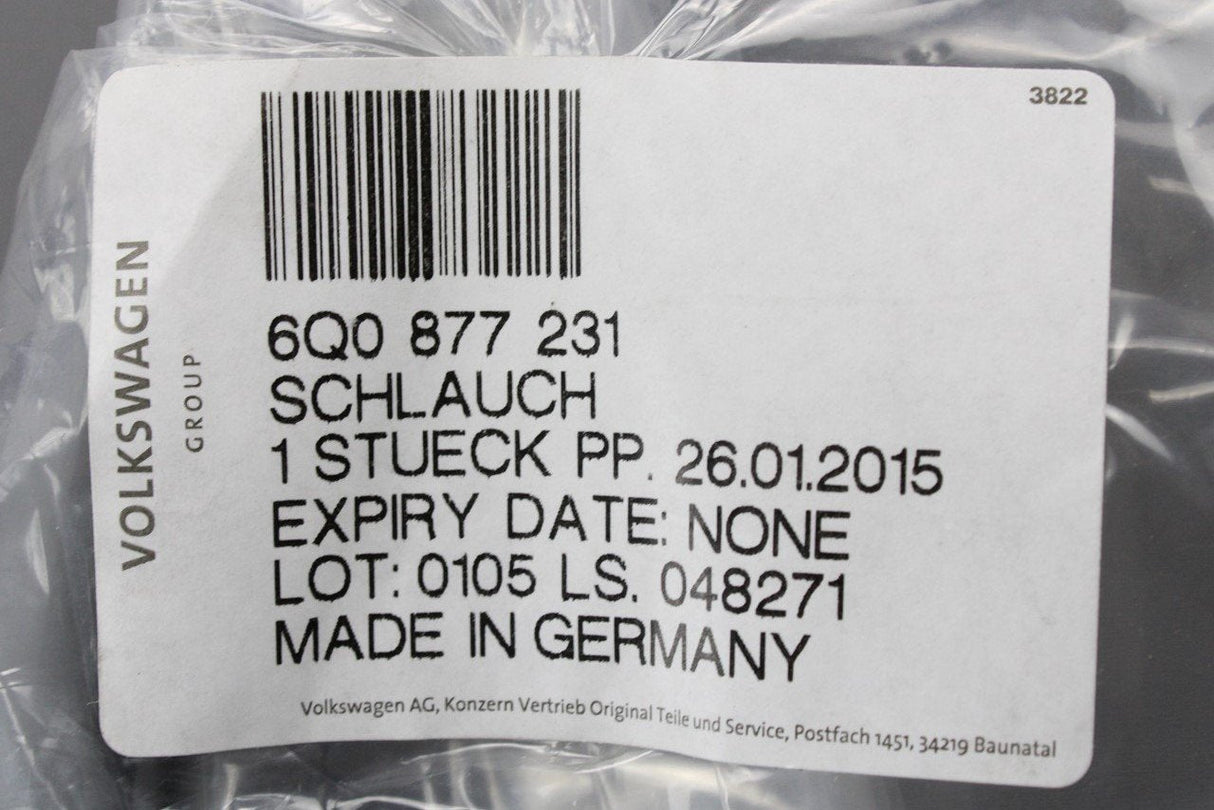 3822
VOLKSWAGEN
GROUP
6Q0 877 231
SCHLAUCH
1 STUECK PP. 26.01.2015
EXPIRY DATE: NONE
LOT: 0105 LS. 048271
MADE IN GERMANY
Volkswagen AG, Konzern Vertrieb Original Teile und Service, Postfach 1451, 34219 Baunatal